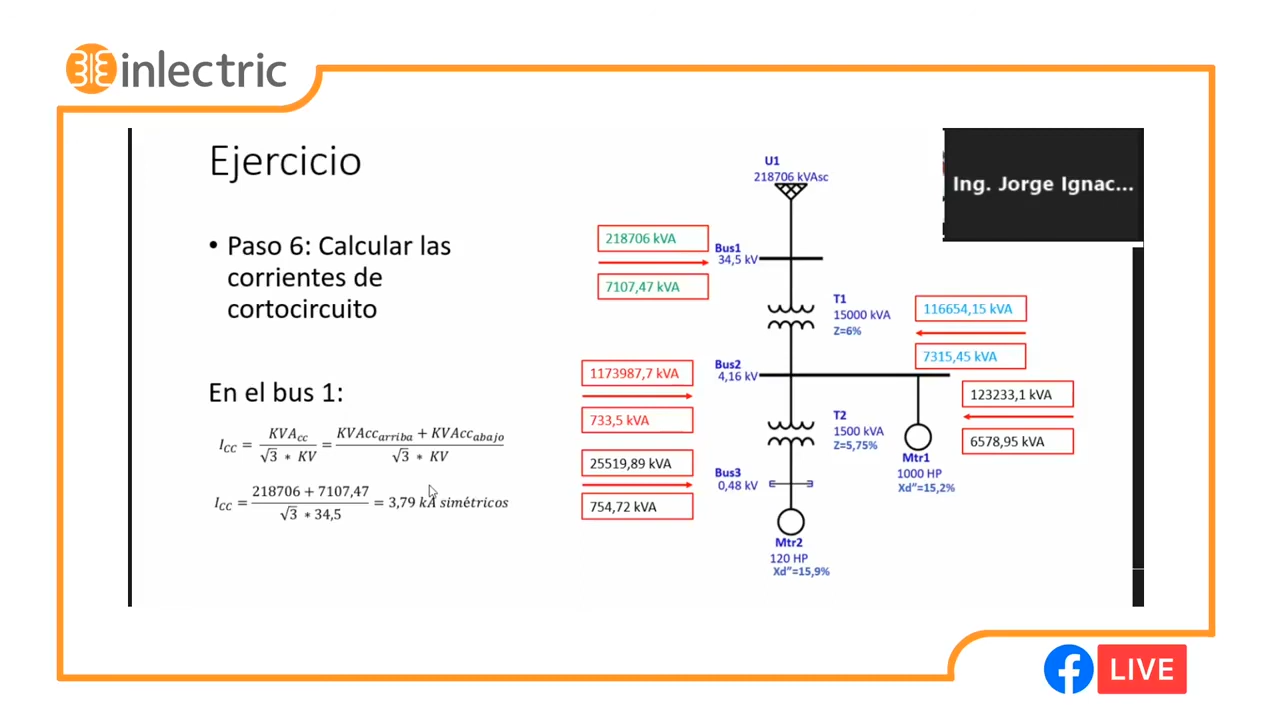 inlectric
Ejercicio
• Paso 6: Calcular las
corrientes de
cortocircuito
En el bus 1:
I_CC = KVA_cc / (√3 * KV) = (KVAcc_arriba + KVAcc_abajo) / (√3 * KV)
I_CC = (218706 + 7107,47) / (√3 * 34,5) = 3,79 kA simétricos
218706 kVA
7107,47 kVA
1173987,7 kVA
733,5 kVA
25519,89 kVA
754,72 kVA
U1
218706 kVAsc
Bus1
34,5 kV
T1
15000 kVA
Z=6%
Bus2
4,16 kV
T2
1500 kVA
Z=5,75%
Bus3
0,48 kV
Mtr2
120 HP
Xd"=15,9%
116654,15 kVA
7315,45 kVA
123233,1 kVA
6578,95 kVA
Mtr1
1000 HP
Xd"=15,2%
Ing. Jorge Ignac...
LIVE